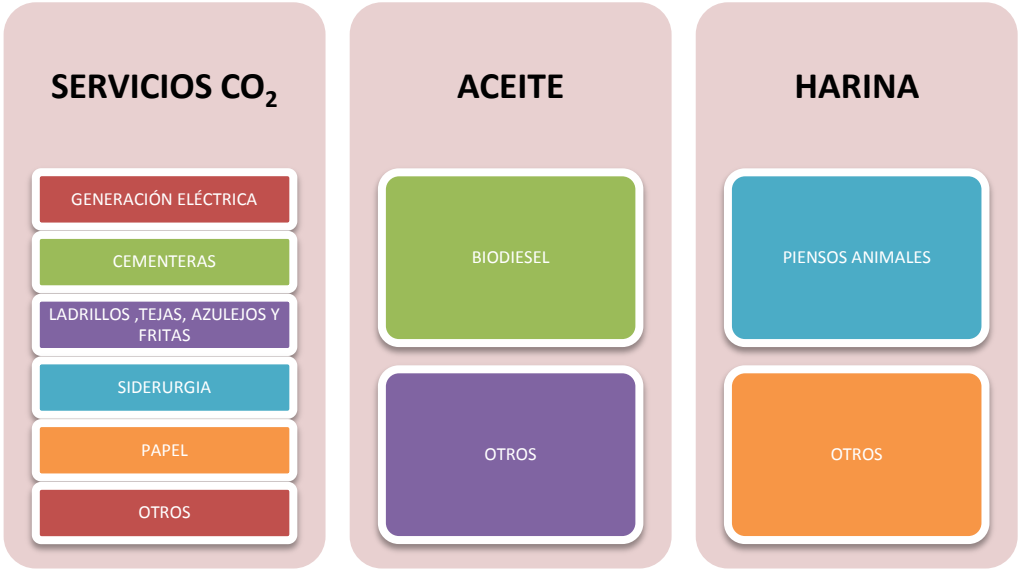 SERVICIOS CO₂
GENERACIÓN ELÉCTRICA
CEMENTERAS
LADRILLOS ,TEJAS, AZULEJOS Y
FRITAS
SIDERURGIA
PAPEL
OTROS
ACEITE
BIODIESEL
OTROS
HARINA
PIENSOS ANIMALES
OTROS